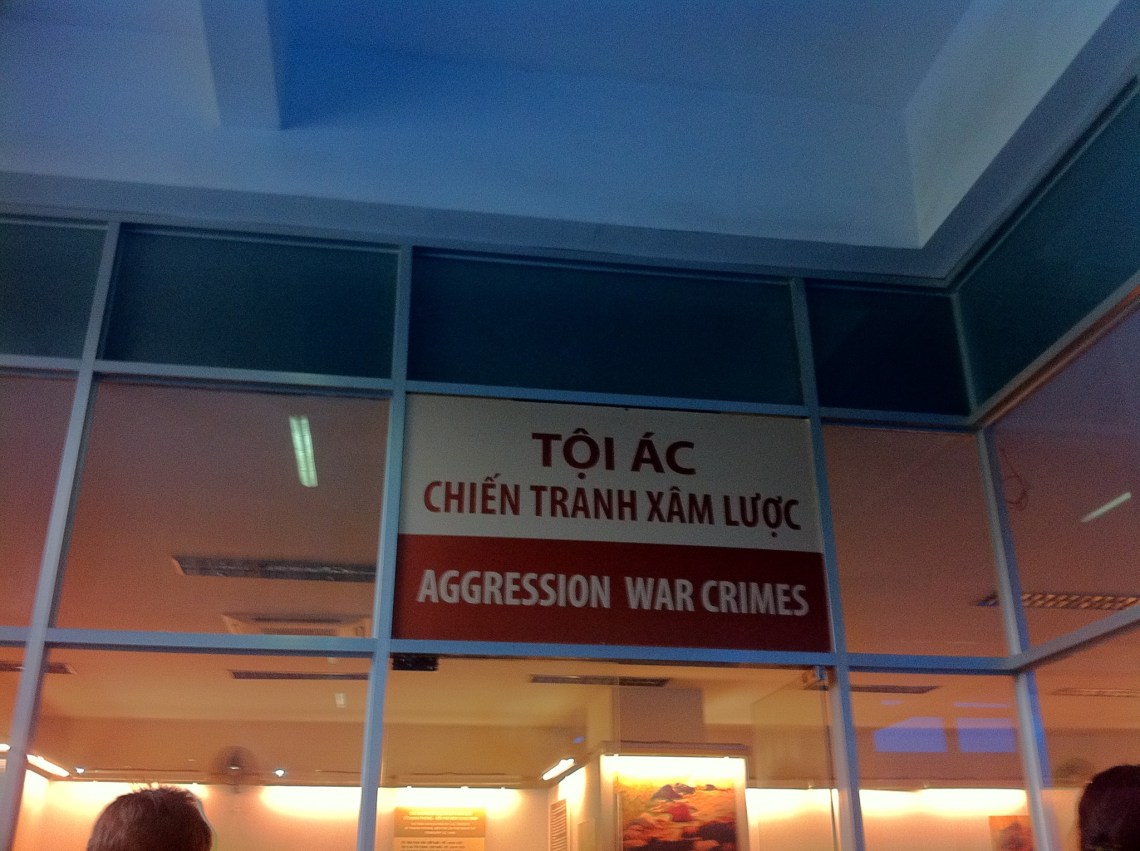 TỘI ÁC
CHIẾN TRANH XÂM LƯỢC
AGGRESSION WAR CRIMES